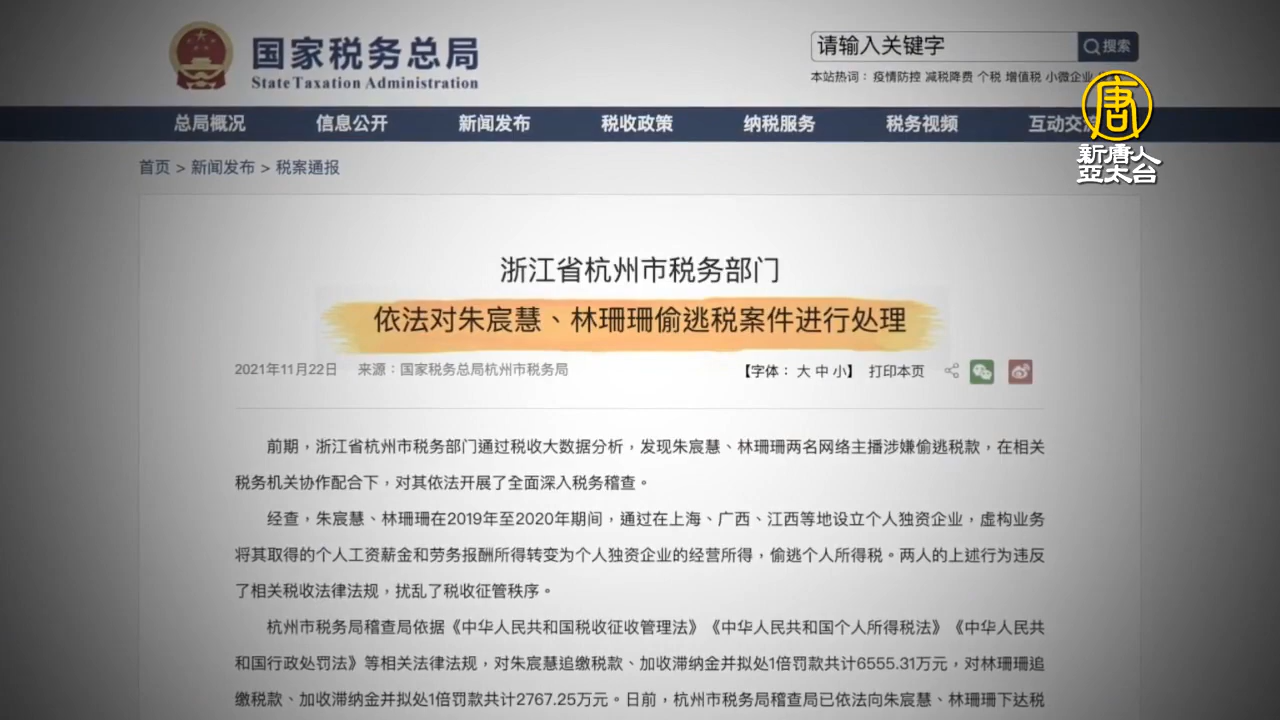 国家税务总局
State Taxation Administration
请输入关键字
搜索
本站热词： 疫情防控 减税降费 个税 增值税 小微企业
总局概况 信息公开 新闻发布 税收政策 纳税服务 税务视频 互动交流
唐
新唐人
亞太台
首页 > 新闻发布 > 税案通报
浙江省杭州市税务部门
依法对朱宸慧、林珊珊偷逃税案件进行处理
2021年11月22日 来源：国家税务总局杭州市税务局 【字体： 大 中 小】 打印本页
前期，浙江省杭州市税务部门通过税收大数据分析，发现朱宸慧、林珊珊两名网络主播涉嫌偷逃税款，在相关
税务机关协作配合下，对其依法开展了全面深入税务稽查。
经查，朱宸慧、林珊珊在2019年至2020年期间，通过在上海、广西、江西等地设立个人独资企业，虚构业务
将其取得的个人工资薪金和劳务报酬所得转变为个人独资企业的经营所得，偷逃个人所得税。两人的上述行为违反
了相关税收法律法规，扰乱了税收征管秩序。
杭州市税务局稽查局依据《中华人民共和国税收征收管理法》《中华人民共和国个人所得税法》《中华人民共
和国行政处罚法》等相关法律法规，对朱宸慧追缴税款、加收滞纳金并拟处1倍罚款共计6555.31万元，对林珊珊追
缴税款、加收滞纳金并拟处1倍罚款共计2767.25万元。日前，杭州市税务局稽查局已依法向朱宸慧、林珊珊下达税